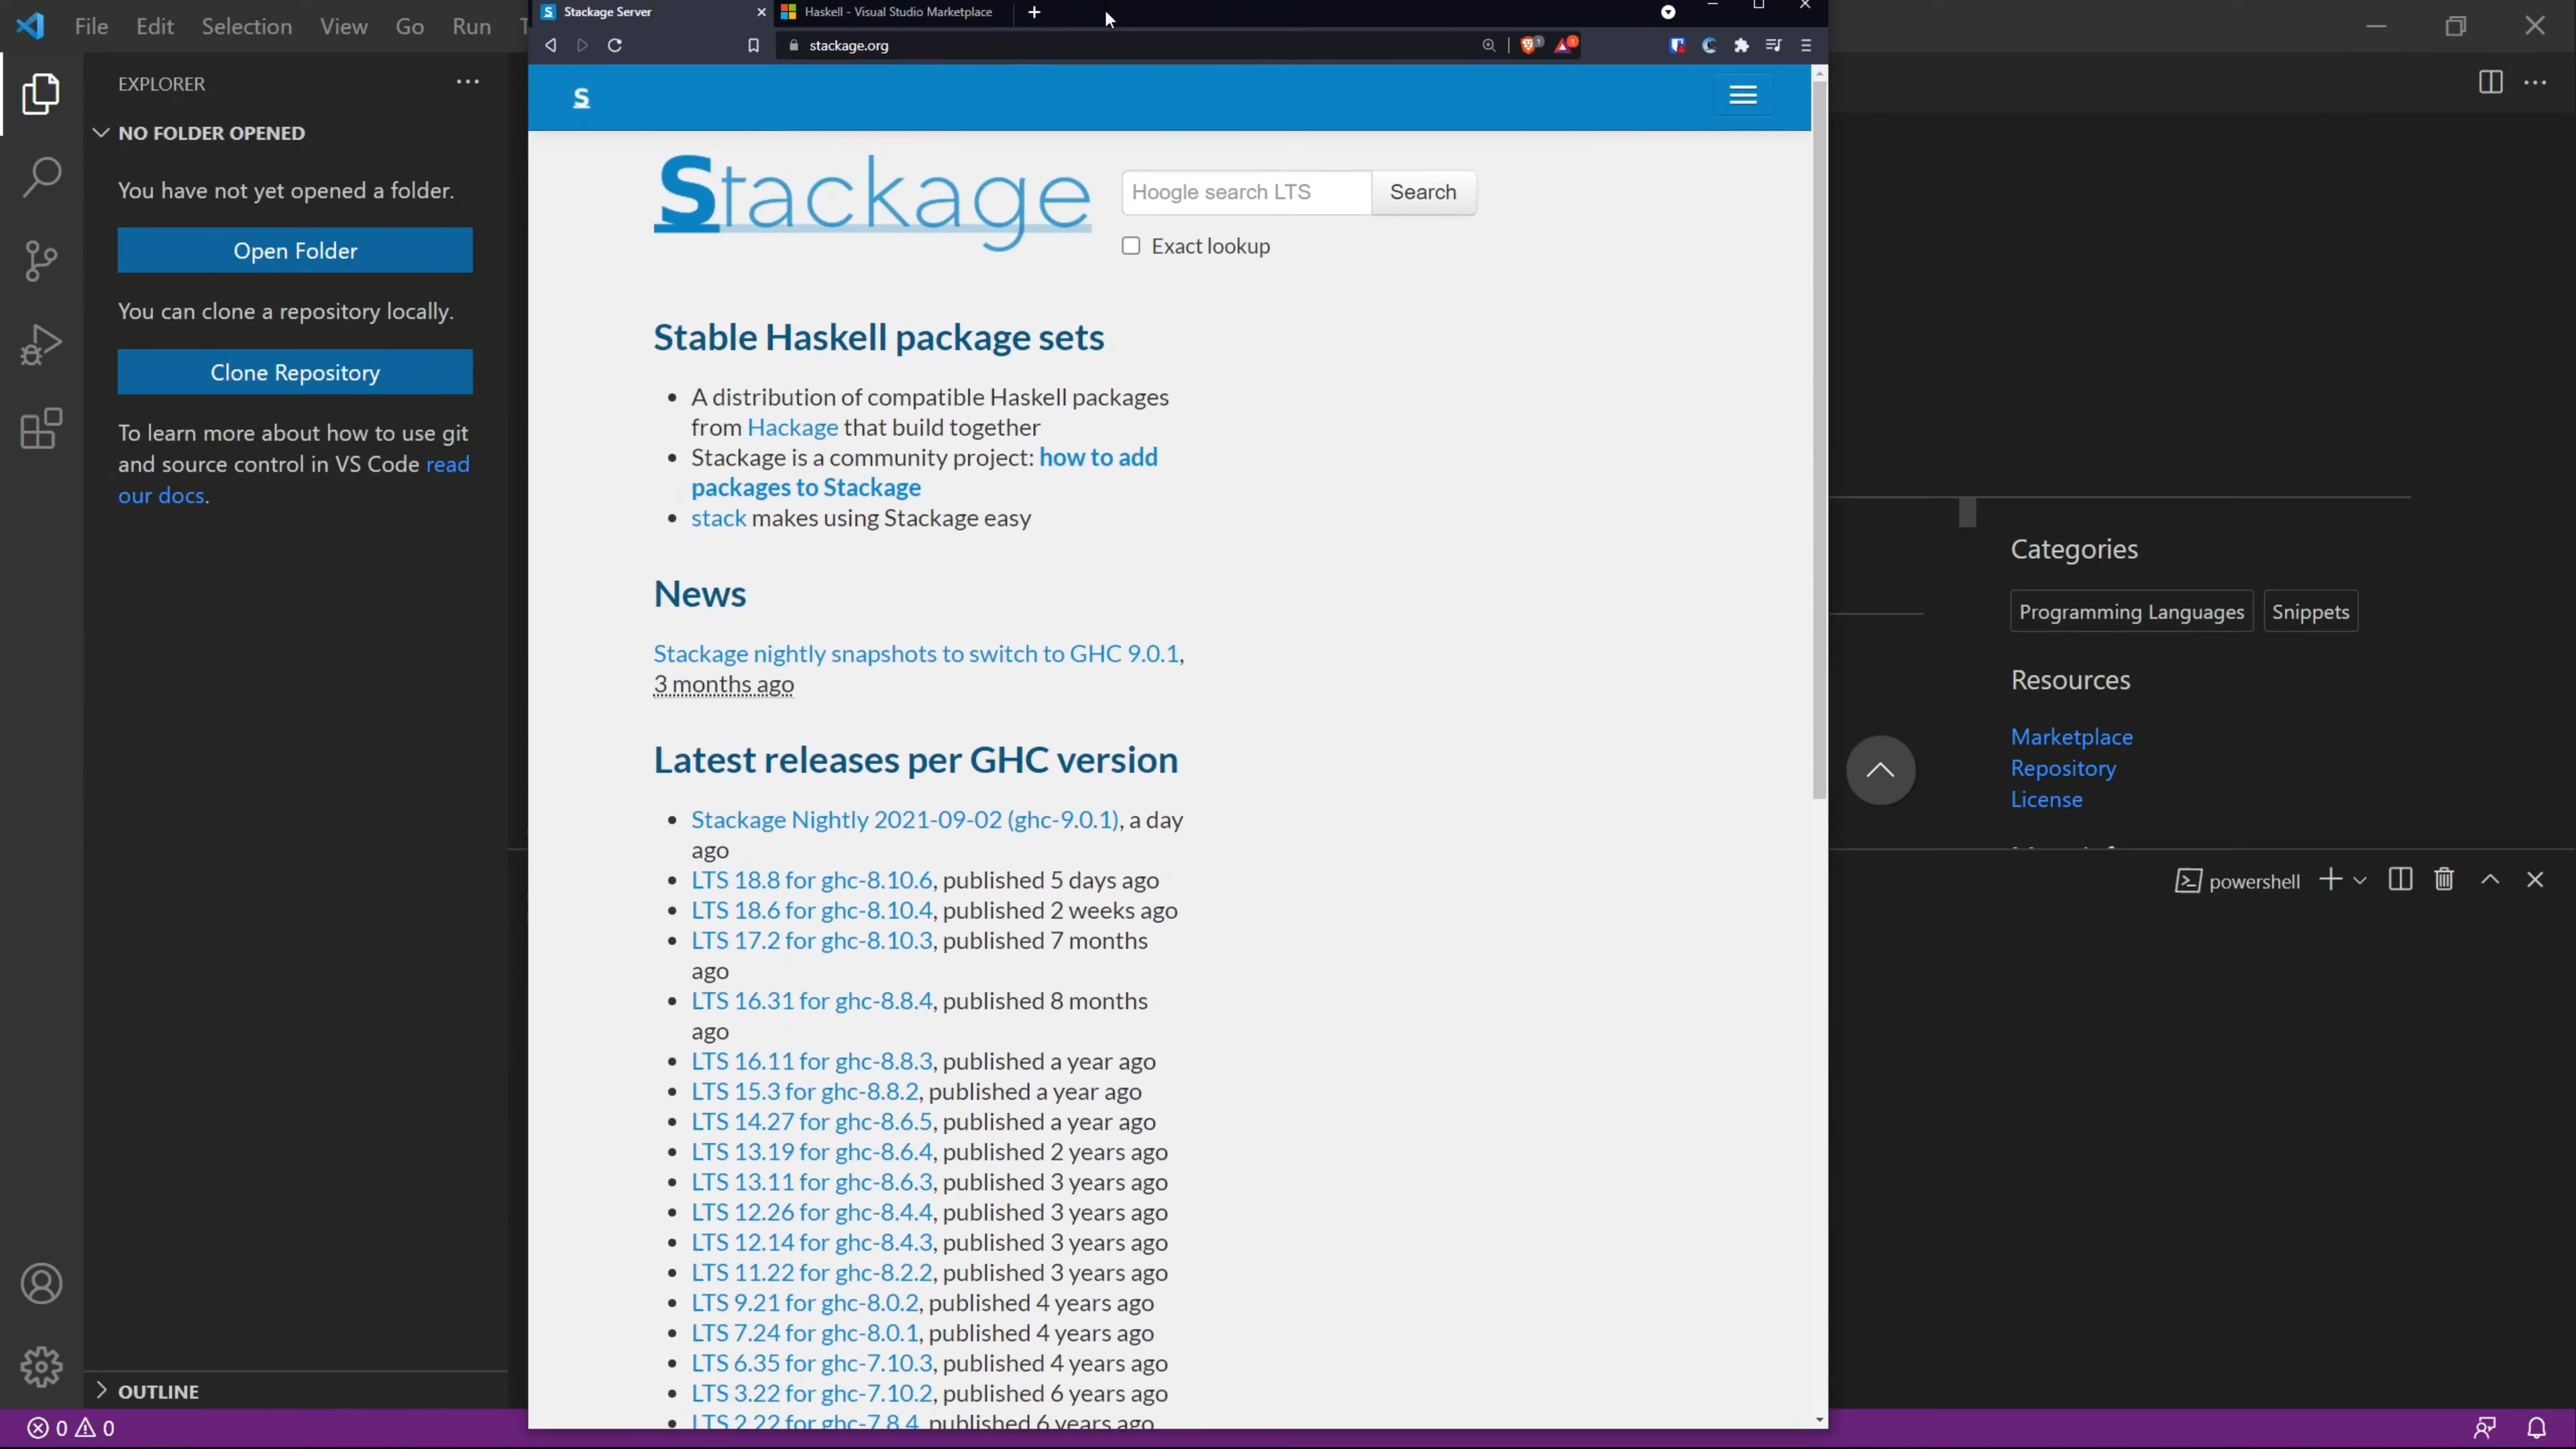 File Edit Selection View Go Run
Stackage Server
Haskell - Visual Studio Marketplace
stackage.org
EXPLORER
NO FOLDER OPENED
You have not yet opened a folder.
Open Folder
You can clone a repository locally.
Clone Repository
To learn more about how to use git
and source control in VS Code read
our docs.
OUTLINE
0 0
S
Stackage
Hoogle search LTS
Search
Exact lookup
Stable Haskell package sets
• A distribution of compatible Haskell packages
from Hackage that build together
• Stackage is a community project: how to add
packages to Stackage
• stack makes using Stackage easy
News
Stackage nightly snapshots to switch to GHC 9.0.1,
3 months ago
Latest releases per GHC version
• Stackage Nightly 2021-09-02 (ghc-9.0.1), a day
ago
• LTS 18.8 for ghc-8.10.6, published 5 days ago
• LTS 18.6 for ghc-8.10.4, published 2 weeks ago
• LTS 17.2 for ghc-8.10.3, published 7 months
ago
• LTS 16.31 for ghc-8.8.4, published 8 months
ago
• LTS 16.11 for ghc-8.8.3, published a year ago
• LTS 15.3 for ghc-8.8.2, published a year ago
• LTS 14.27 for ghc-8.6.5, published a year ago
• LTS 13.19 for ghc-8.6.4, published 2 years ago
• LTS 13.11 for ghc-8.6.3, published 3 years ago
• LTS 12.26 for ghc-8.4.4, published 3 years ago
• LTS 12.14 for ghc-8.4.3, published 3 years ago
• LTS 11.22 for ghc-8.2.2, published 3 years ago
• LTS 9.21 for ghc-8.0.2, published 4 years ago
• LTS 7.24 for ghc-8.0.1, published 4 years ago
• LTS 6.35 for ghc-7.10.3, published 4 years ago
• LTS 3.22 for ghc-7.10.2, published 6 years ago
• LTS 2.22 for ghc-7.8.4, published 6 years ago
Categories
Programming Languages
Snippets
Resources
Marketplace
Repository
License
powershell